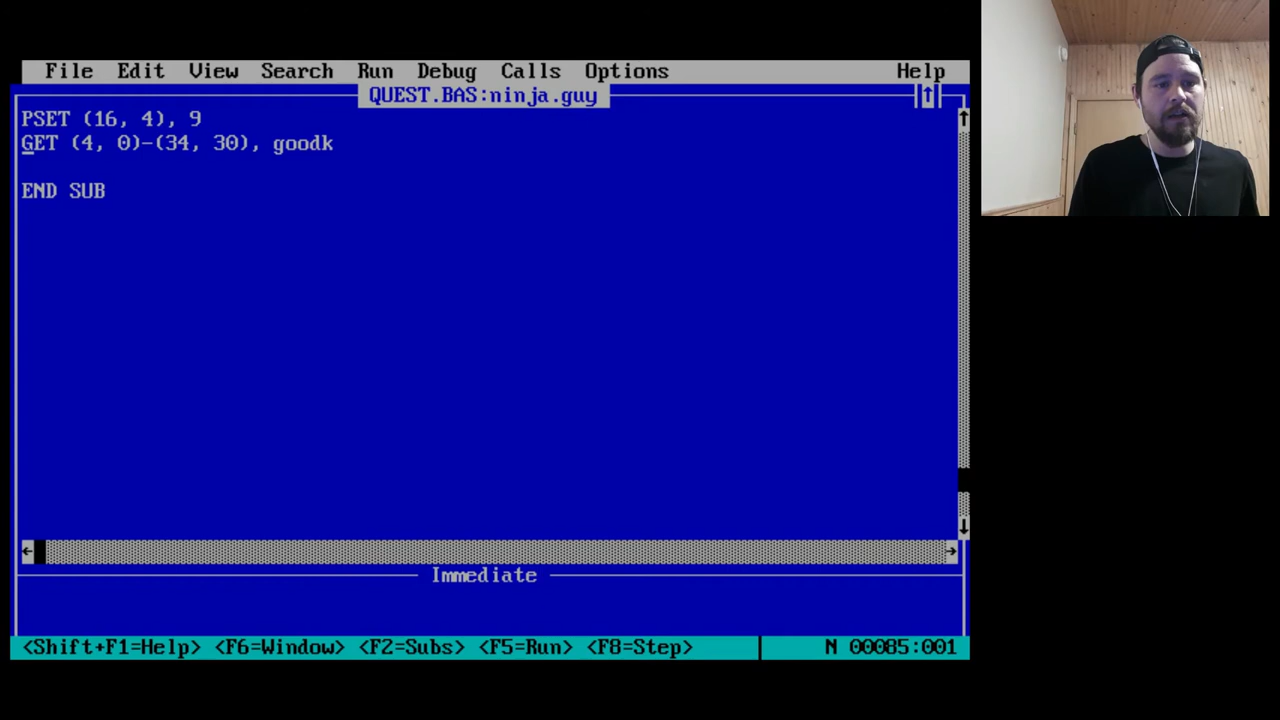 File Edit View Search Run Debug Calls Options Help
QUEST.BAS:ninja.guy
PSET (16, 4), 9
GET (4, 0)-(34, 30), goodk
END SUB
Immediate
<Shift+F1=Help> <F6=Window> <F2=Subs> <F5=Run> <F8=Step> N 00085:001